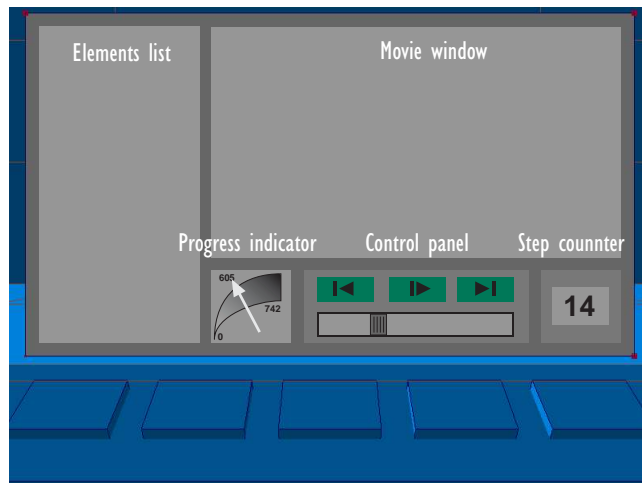 Elements list
Movie window
Progress indicator
Control panel
Step counnter
605
742
0
14